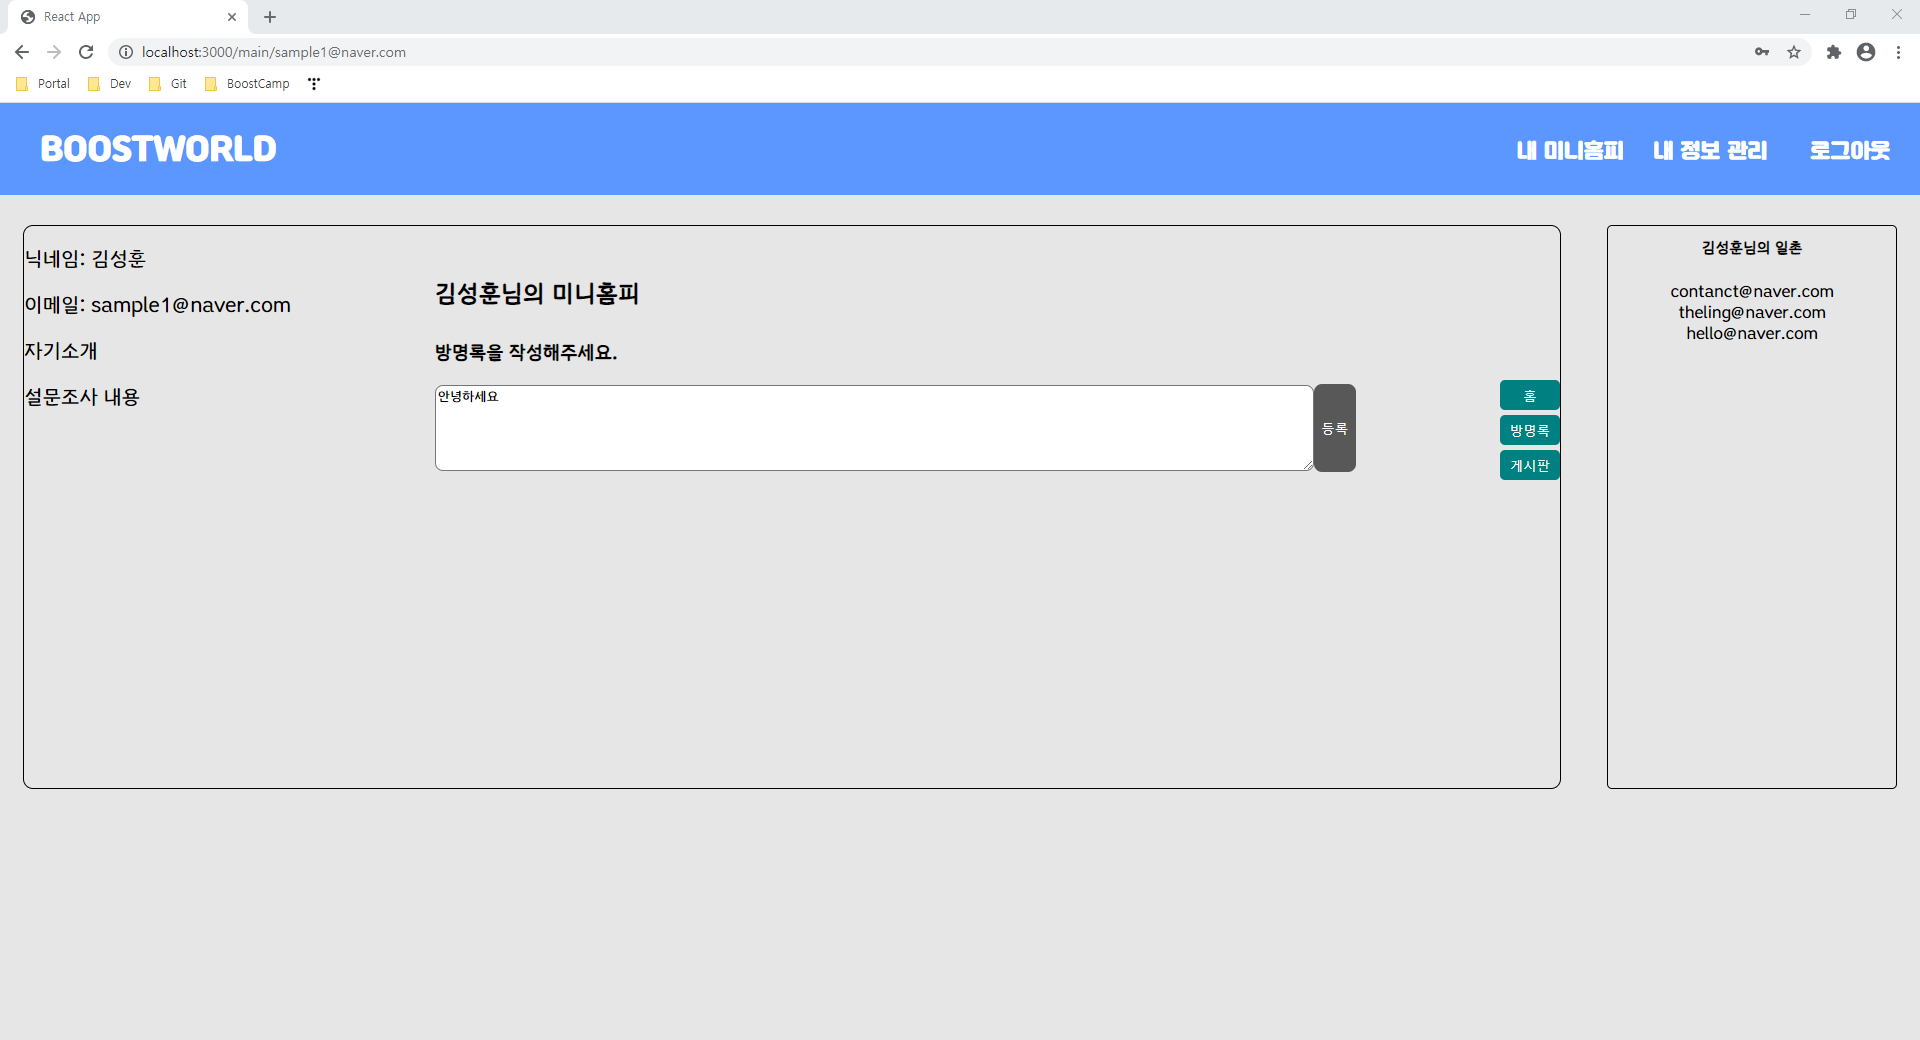 React App
localhost:3000/main/sample1@naver.com
Portal Dev Git BoostCamp
BOOSTWORLD
내 미니홈피 내 정보 관리 로그아웃
닉네임: 김성훈
이메일: sample1@naver.com
자기소개
설문조사 내용
김성훈님의 미니홈피
방명록을 작성해주세요.
안녕하세요
등록
홈
방명록
게시판
김성훈님의 일촌
contanct@naver.com
theling@naver.com
hello@naver.com